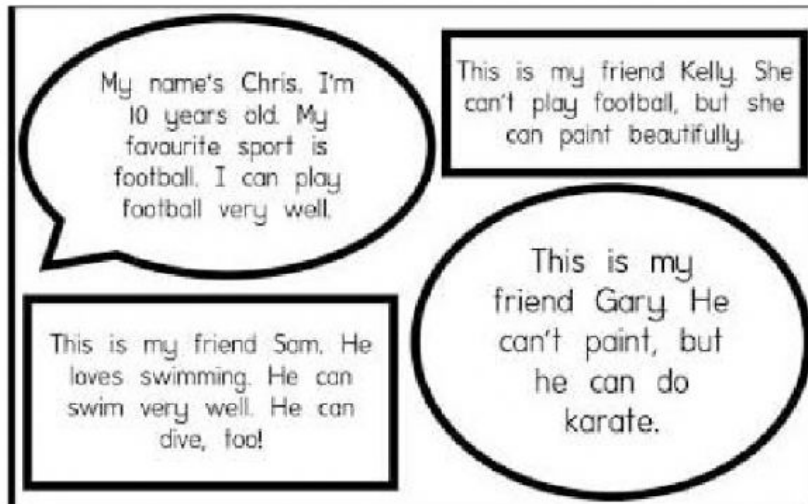 My name's Chris. I'm
10 years old. My
favourite sport is
football. I can play
football very well.
This is my friend Kelly. She
can't play football, but she
can paint beautifully.
This is my friend Sam. He
loves swimming. He can
swim very well. He can
dive, too!
This is my
friend Gary. He
can't paint, but
he can do
karate.